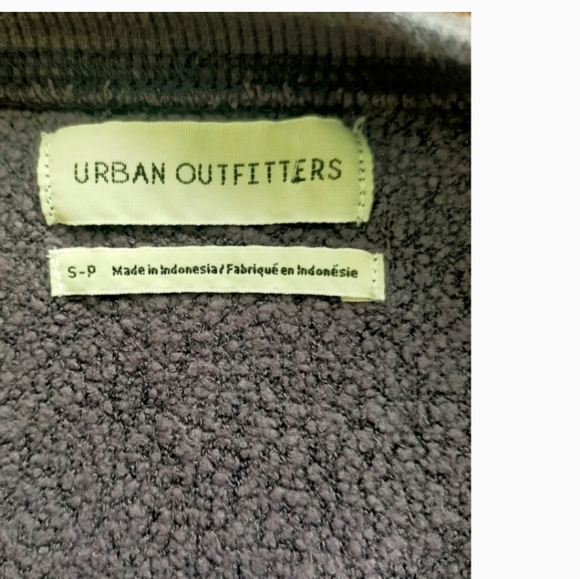 URBAN OUTFITTERS
S-P Made in Indonesia / Fabriqué en Indonésie